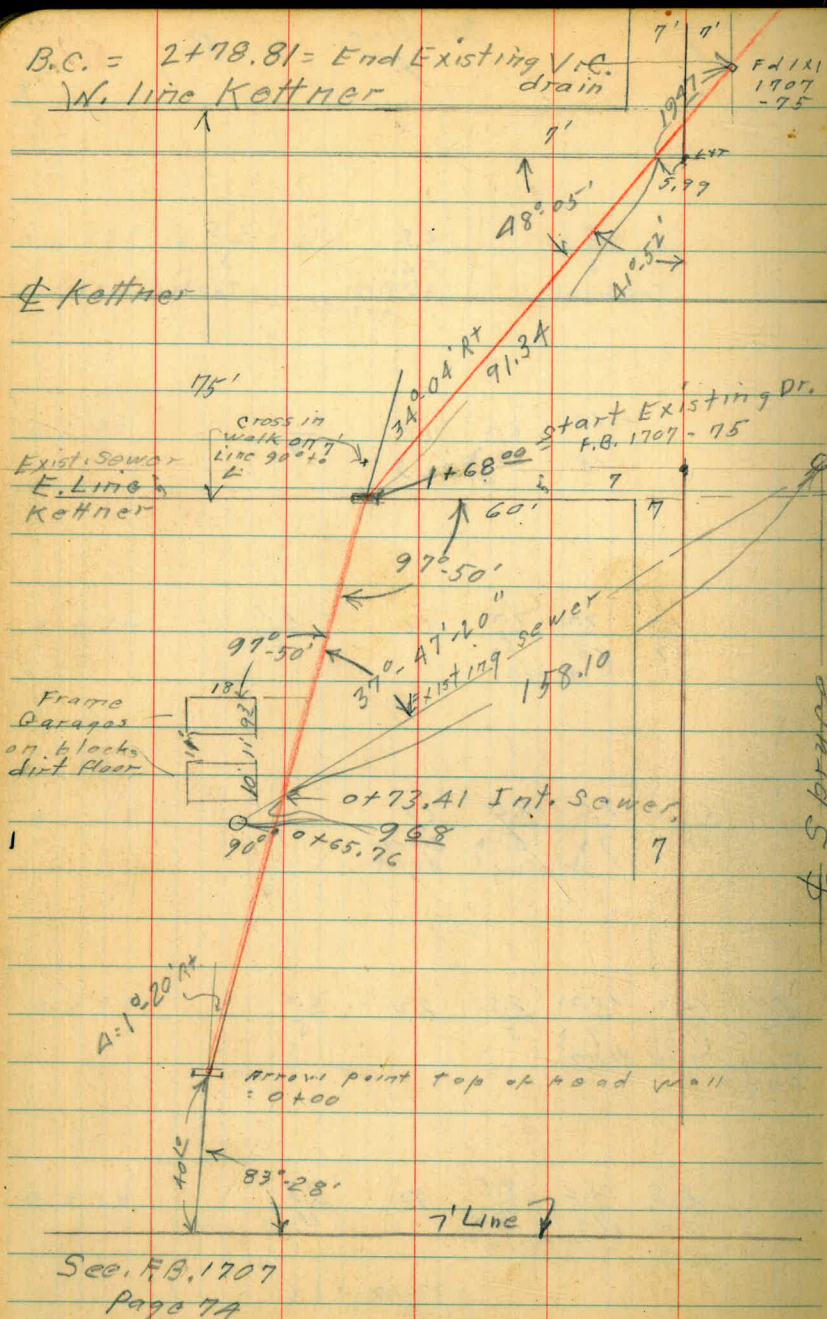 B.C. = 2+78.81 = End Existing V.C.
drain
W. line Kettner
7' 7'
Fd 1x1
1707
-75
19.47
7'
5.99
48°-05'
41°-52'
₵ Kettner
34°-04' Rt
91.34
75'
Cross in
walk on 7'
Line 90° to
Start Existing Dr.
F.B. 1707 - 75
1+68.00
Exist. Sewer
E. Line
Kettner
60'
7
7
97°-50'
97°-50'
37°-47'-20"
Existing sewer
158.10
18
Frame
Garages
on blocks
dirt floor
11'
10'
0+73.41 Int. Sewer
9.68
90° 0+65.76
7
₵ Spruce
Δ=1°-20' Rt.
Arrow point top of head wall
= 0+00
83°-28'
7' Line
See. F.B. 1707
Page 74